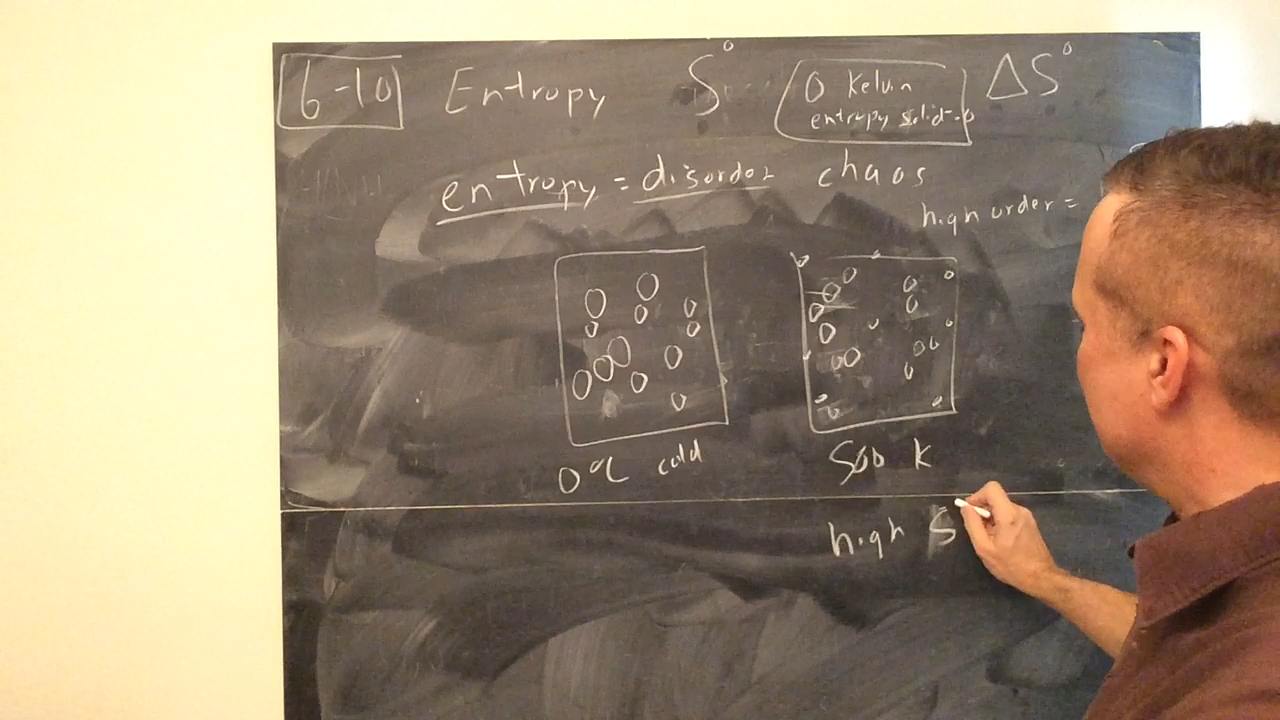 6-10 Entropy S° 0 Kelvin ΔS°
entropy solid = 0
entropy = disorder chaos
high order =
0°C cold 500 K
high S